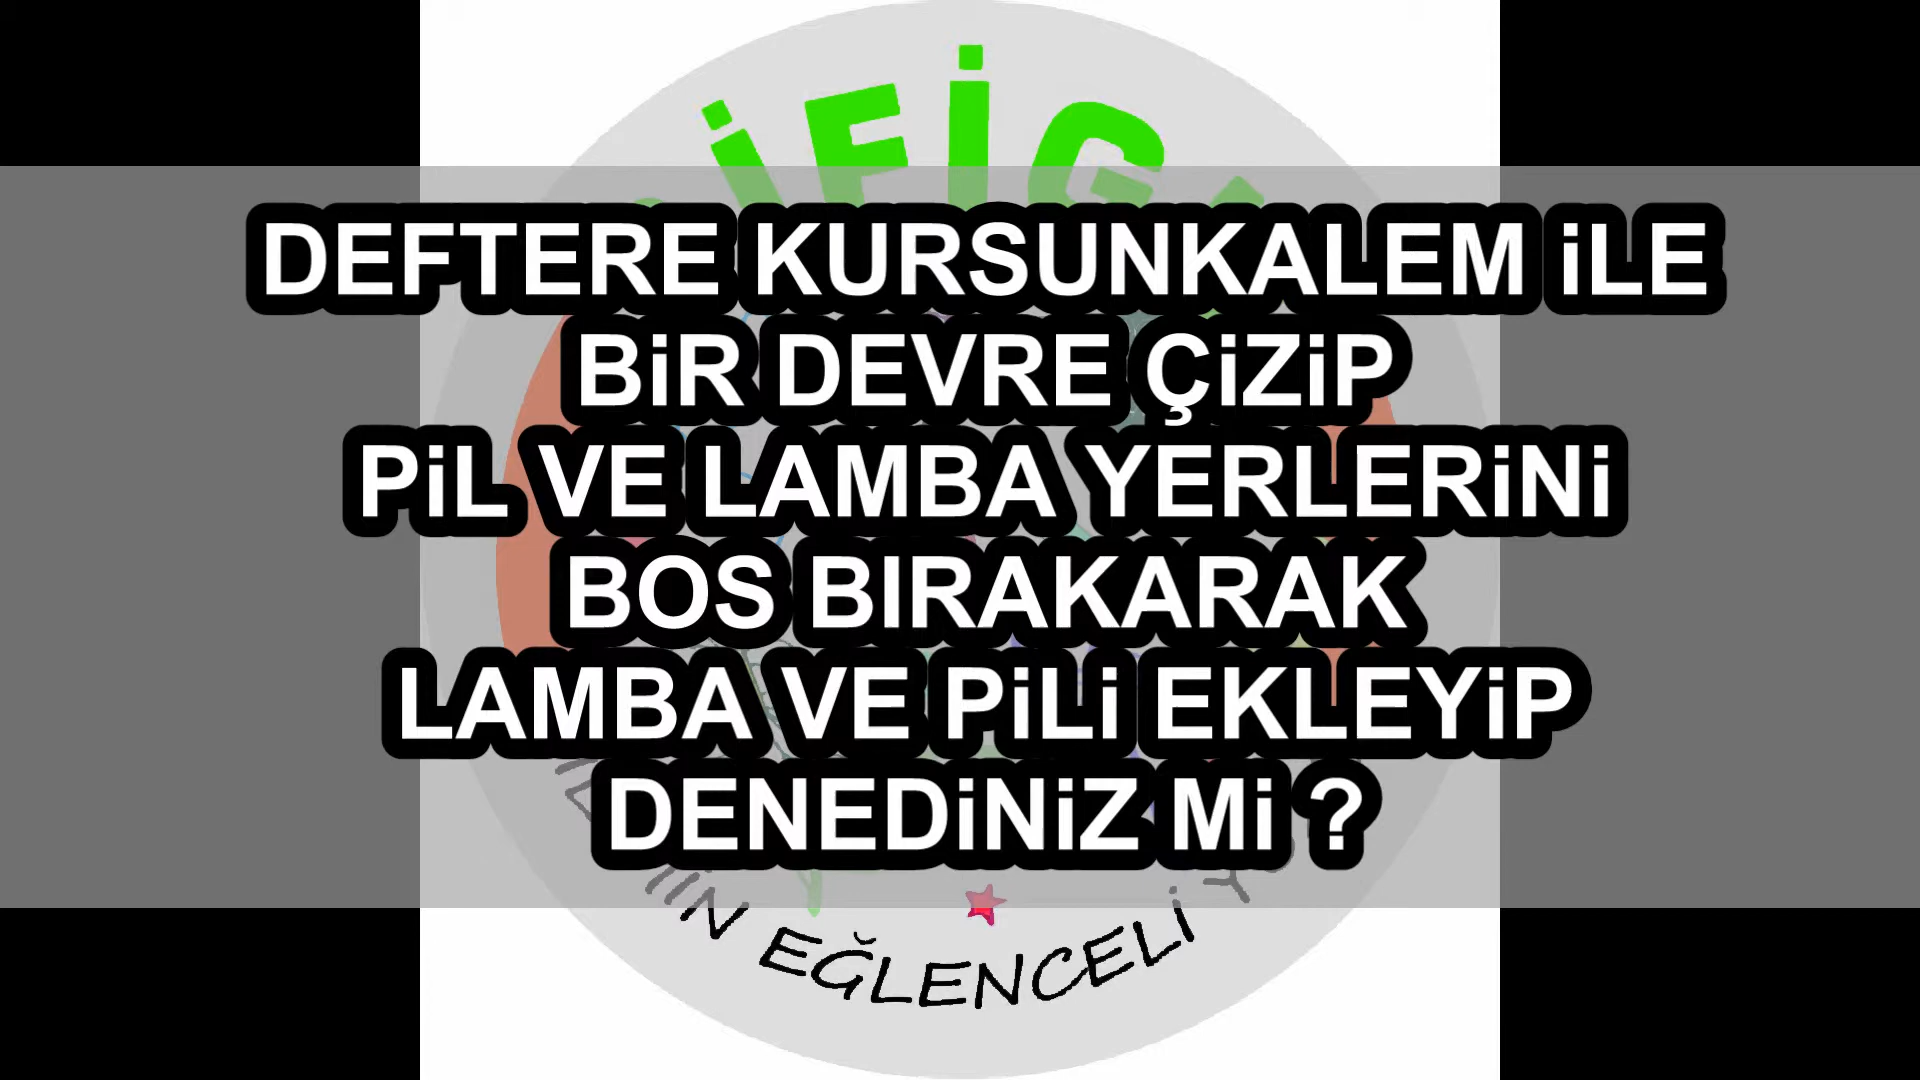 DEFTERE KURSUNKALEM iLE
BiR DEVRE ÇiZiP
PiL VE LAMBA YERLERiNi
BOS BIRAKARAK
LAMBA VE PiLi EKLEYiP
DENEDiNiZ Mi ?
EĞLENCELİ